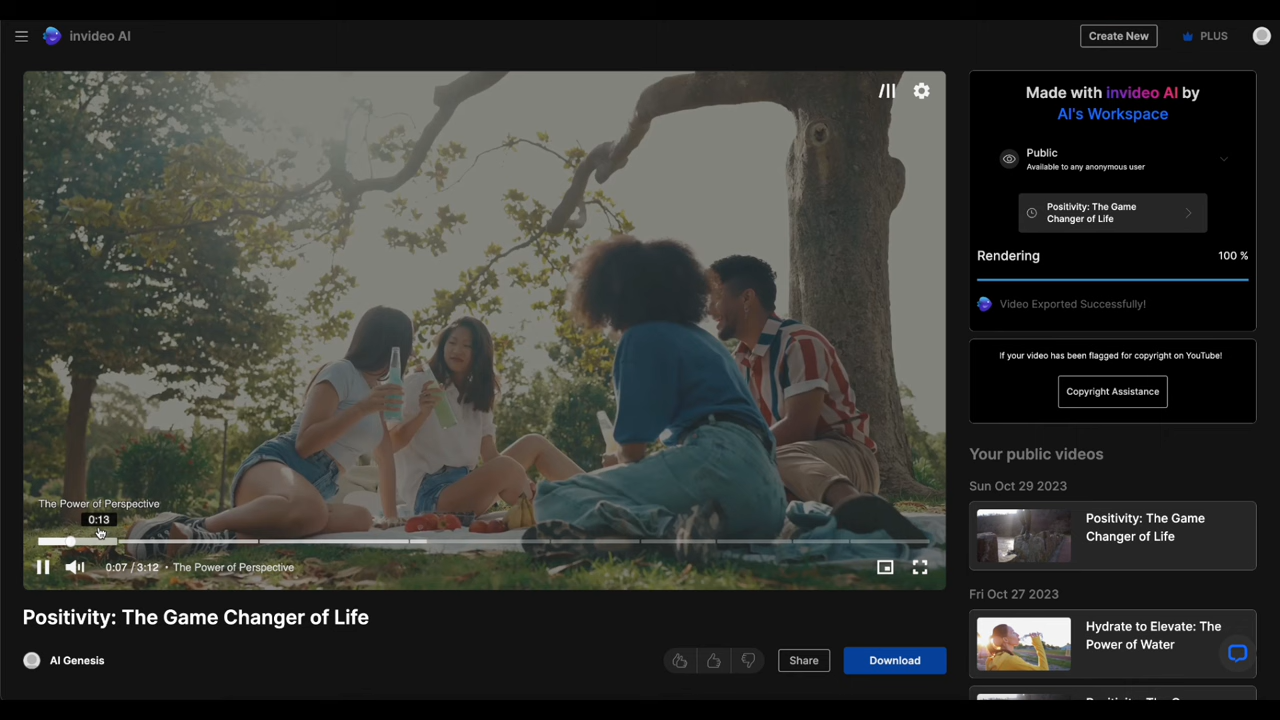 invideo AI
Create New
PLUS
Made with invideo AI by
AI's Workspace
Public
Available to any anonymous user
Positivity: The Game
Changer of Life
Rendering
100 %
Video Exported Successfully!
If your video has been flagged for copyright on YouTube!
Copyright Assistance
Your public videos
Sun Oct 29 2023
Positivity: The Game
Changer of Life
Fri Oct 27 2023
Hydrate to Elevate: The
Power of Water
The Power of Perspective
0:13
0:07 / 3:12 • The Power of Perspective
Positivity: The Game Changer of Life
AI Genesis
Share
Download